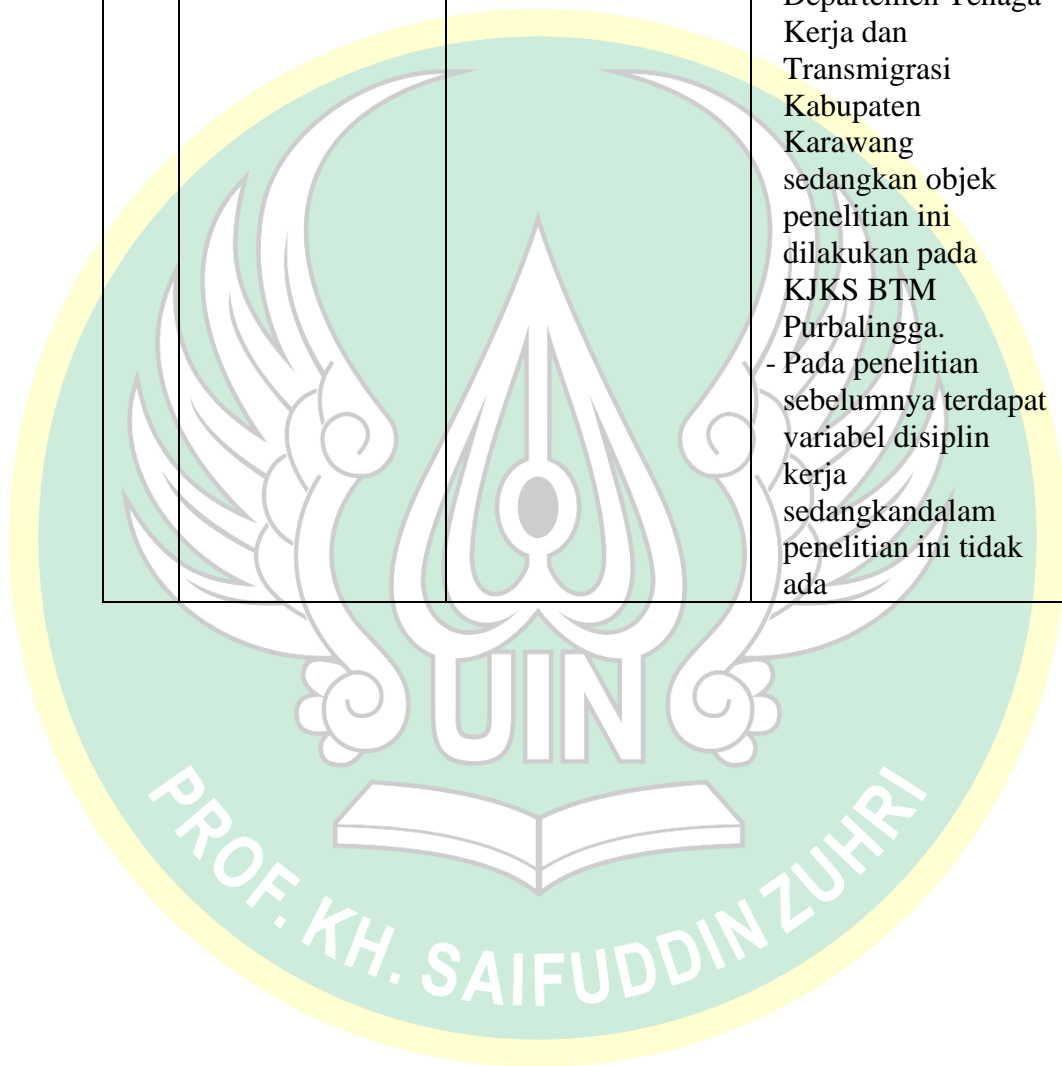 Departemen Tenaga
Kerja dan
Transmigrasi
Kabupaten
Karawang
sedangkan objek
penelitian ini
dilakukan pada
KJKS BTM
Purbalingga.
- Pada penelitian
sebelumnya terdapat
variabel disiplin
kerja
sedangkandalam
penelitian ini tidak
ada
UIN
PROF. KH. SAIFUDDIN ZUHRI